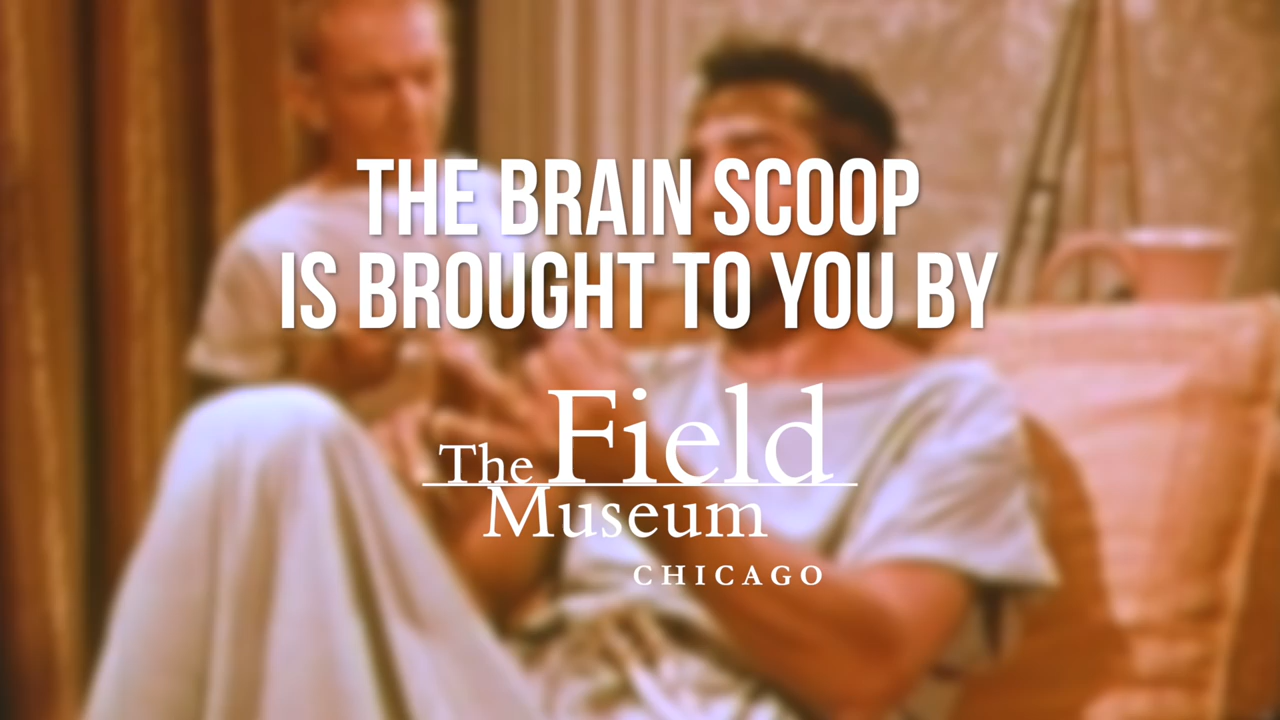 THE BRAIN SCOOP
IS BROUGHT TO YOU BY
The Field
Museum
CHICAGO